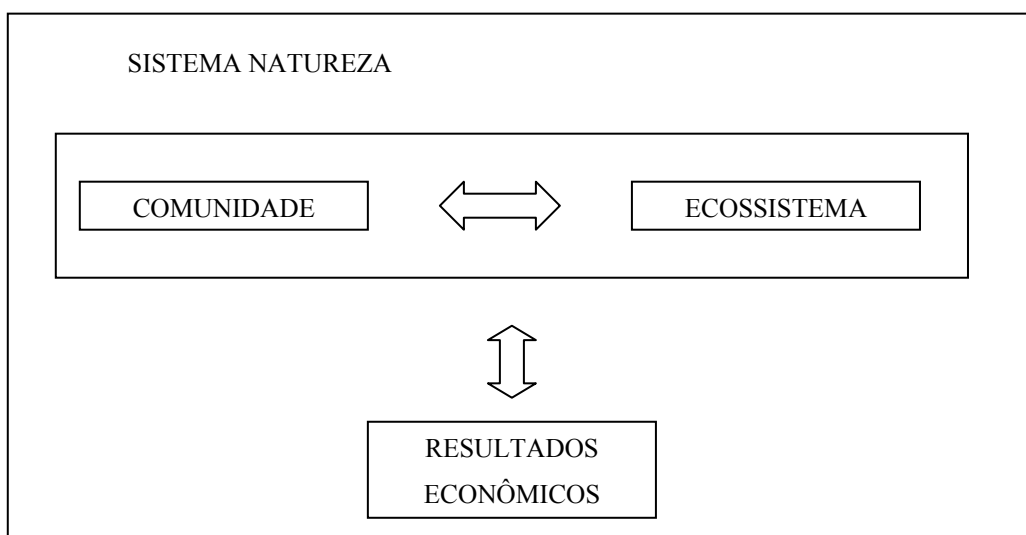 SISTEMA NATUREZA
COMUNIDADE
ECOSSISTEMA
RESULTADOS
ECONÔMICOS